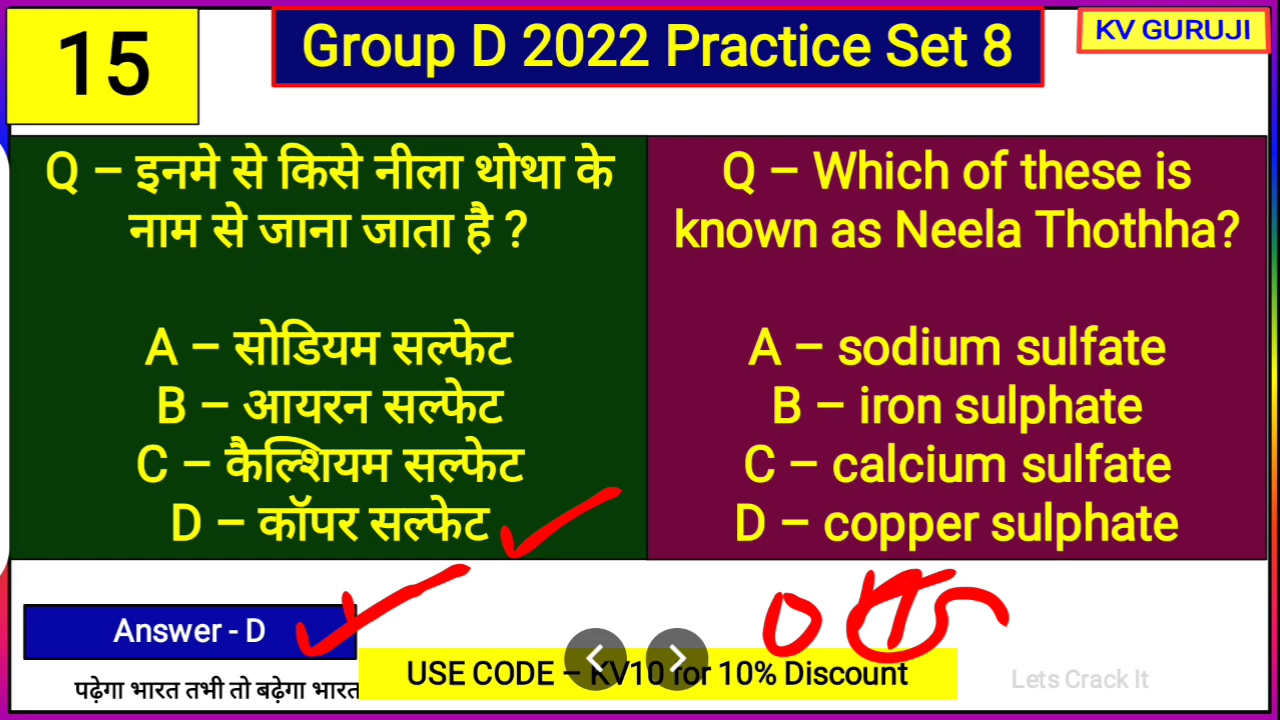 15
Group D 2022 Practice Set 8
KV GURUJI
Q – इनमे से किसे नीला थोथा के
नाम से जाना जाता है ?
A – सोडियम सल्फेट
B – आयरन सल्फेट
C – कैल्शियम सल्फेट
D – कॉपर सल्फेट
Q – Which of these is
known as Neela Thothha?
A – sodium sulfate
B – iron sulphate
C – calcium sulfate
D – copper sulphate
Answer - D
पढ़ेगा भारत तभी तो बढ़ेगा भारत
USE CODE – KV10 for 10% Discount
Lets Crack It